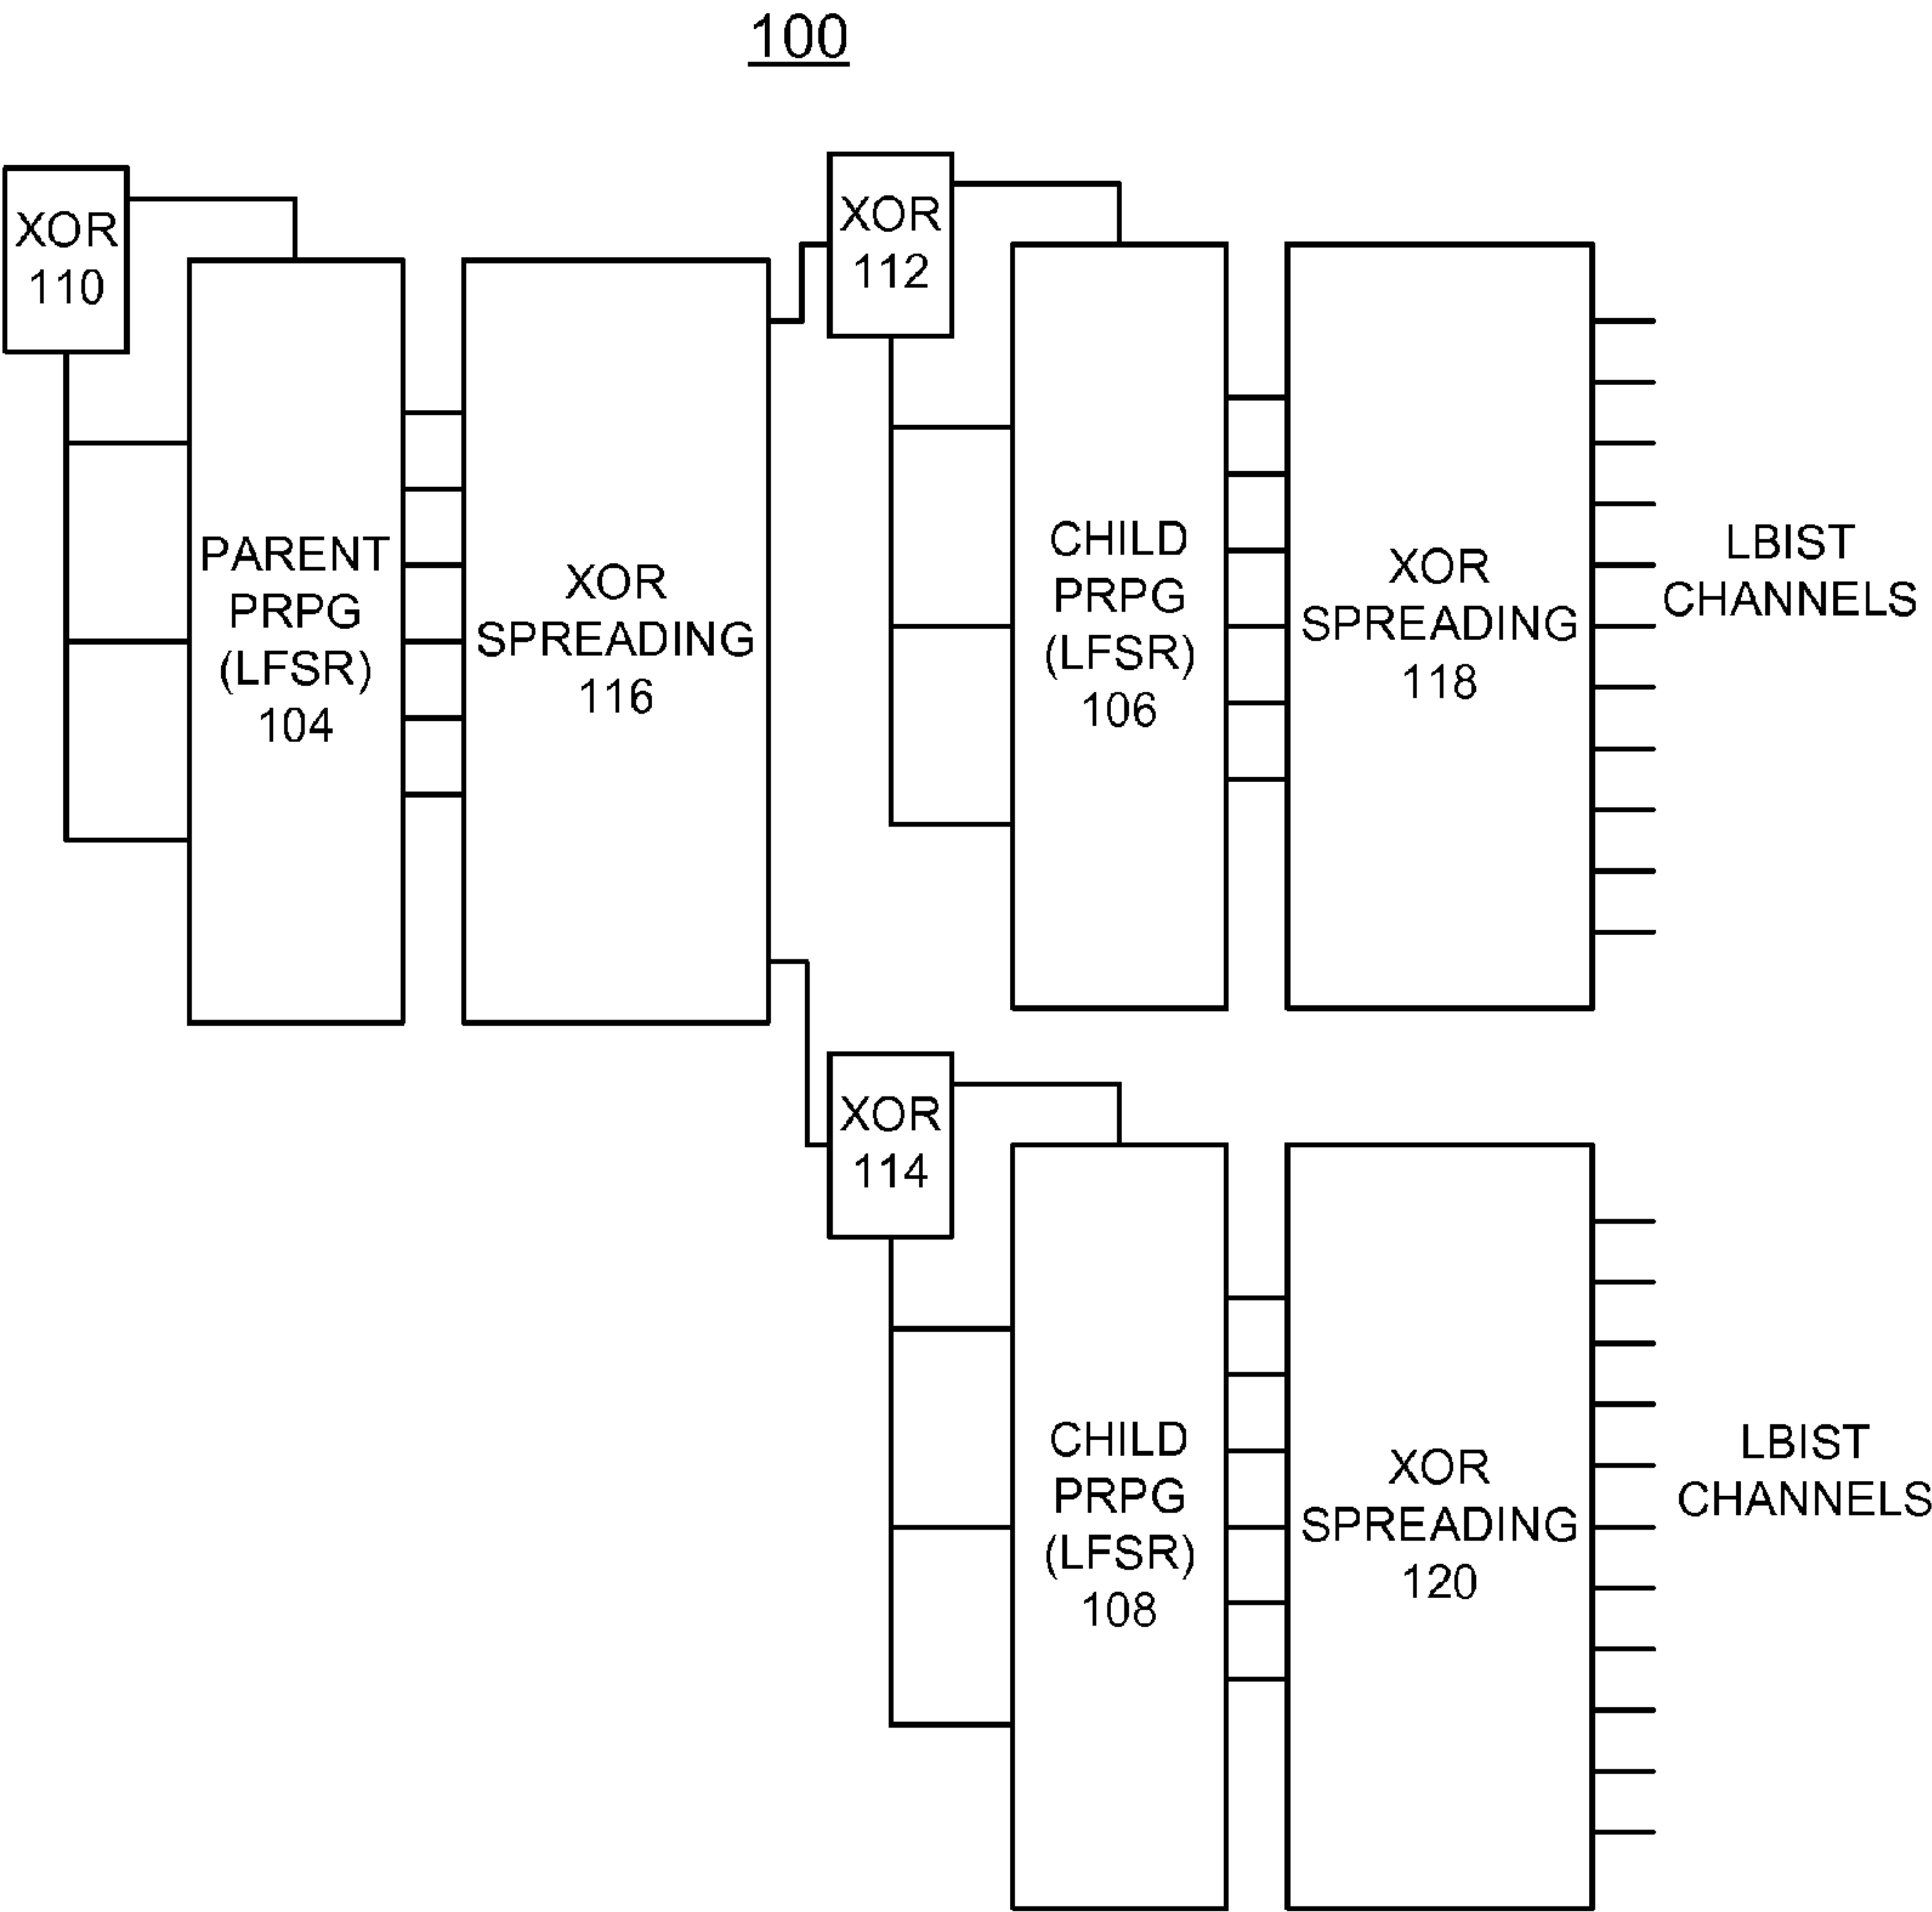 100
XOR
110
PARENT
PRPG
(LFSR)
104
XOR
SPREADING
116
XOR
112
CHILD
PRPG
(LFSR)
106
XOR
SPREADING
118
LBIST
CHANNELS
XOR
114
CHILD
PRPG
(LFSR)
108
XOR
SPREADING
120
LBIST
CHANNELS